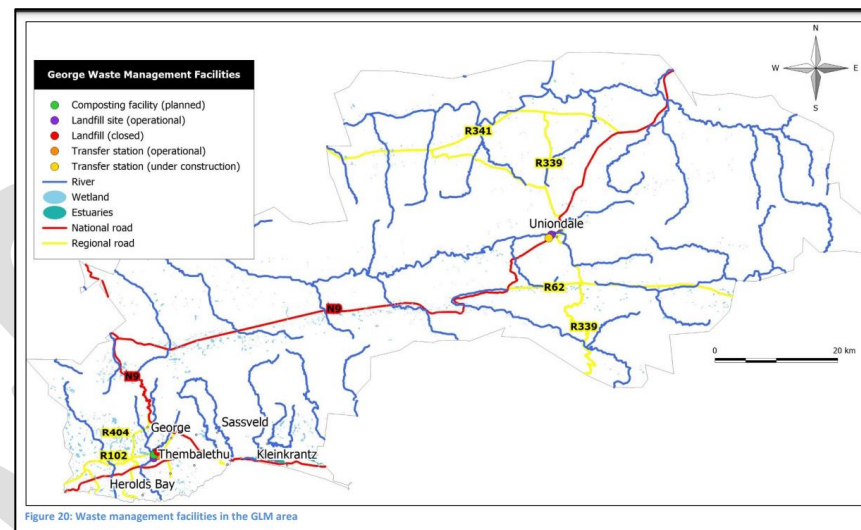 N
W E
S
George Waste Management Facilities
Composting facility (planned)
Landfill site (operational)
Landfill (closed)
Transfer station (operational)
Transfer station (under construction)
River
Wetland
Estuaries
National road
Regional road
R341
R339
Uniondale
R62
N9
R339
0 20 km
N9
George
Sassveld
R404
R102
Thembalethu
Kleinkrantz
Herolds Bay
Figure 20: Waste management facilities in the GLM area